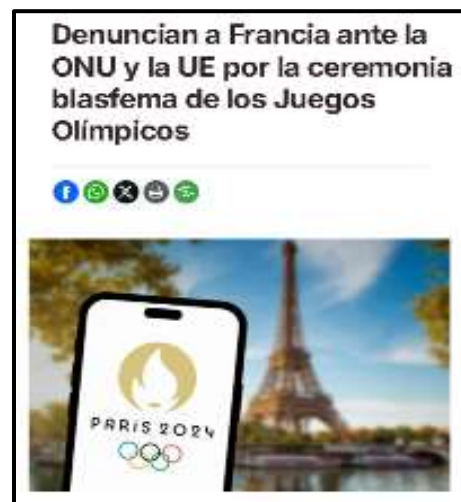 Denuncian a Francia ante la
ONU y la UE por la ceremonia
blasfema de los Juegos
Olímpicos
PARIS 2024